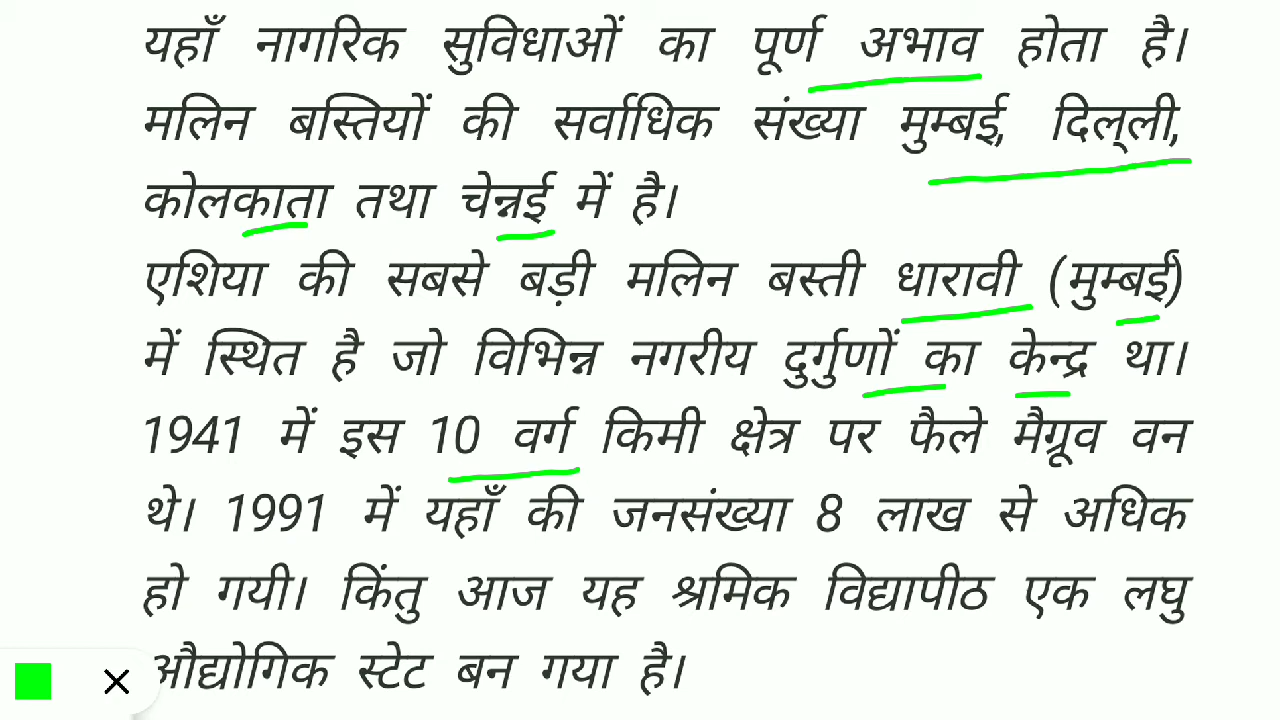 यहाँ नागरिक सुविधाओं का पूर्ण अभाव होता है।
मलिन बस्तियों की सर्वाधिक संख्या मुम्बई, दिल्ली,
कोलकाता तथा चेन्नई में है।
एशिया की सबसे बड़ी मलिन बस्ती धारावी (मुम्बई)
में स्थित है जो विभिन्न नगरीय दुर्गुणों का केन्द्र था।
1941 में इस 10 वर्ग किमी क्षेत्र पर फैले मैग्रूव वन
थे। 1991 में यहाँ की जनसंख्या 8 लाख से अधिक
हो गयी। किंतु आज यह श्रमिक विद्यापीठ एक लघु
औद्योगिक स्टेट बन गया है।